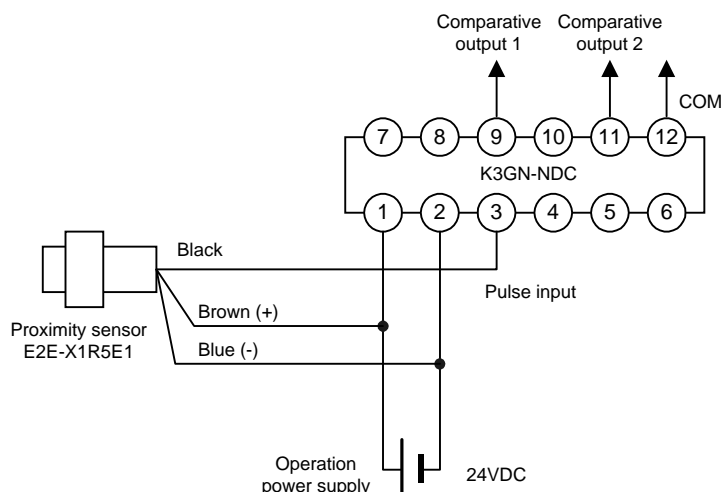 Comparative
output 1
Comparative
output 2
COM
7 8 9 10 11 12
K3GN-NDC
1 2 3 4 5 6
Black
Pulse input
Brown (+)
Proximity sensor
E2E-X1R5E1
Blue (-)
Operation
power supply
24VDC